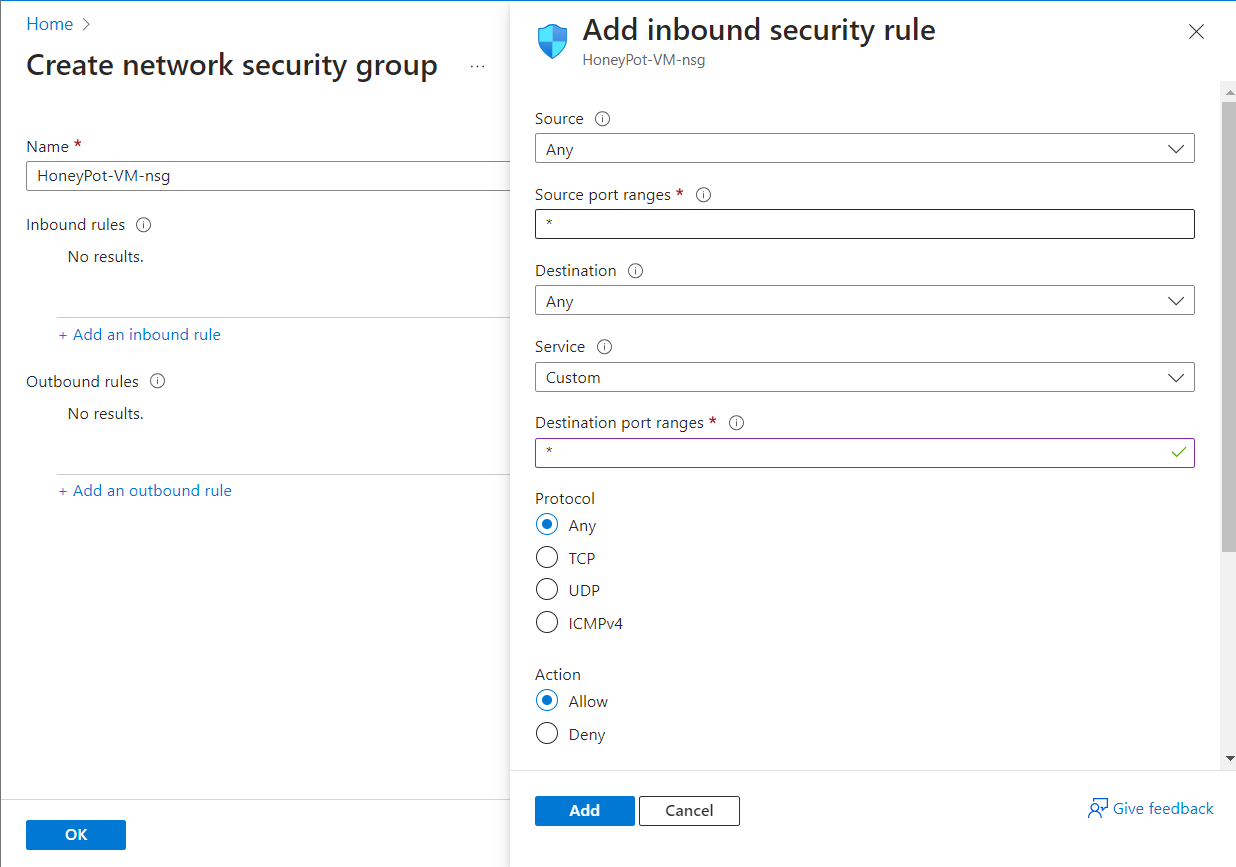 Home
Create network security group
...
Name *
HoneyPot-VM-nsg
Inbound rules
No results.
+ Add an inbound rule
Outbound rules
No results.
+ Add an outbound rule
OK
Add inbound security rule
HoneyPot-VM-nsg
Source
Any
Source port ranges *
*
Destination
Any
Service
Custom
Destination port ranges *
*
Protocol
Any
TCP
UDP
ICMPv4
Action
Allow
Deny
Add
Cancel
Give feedback